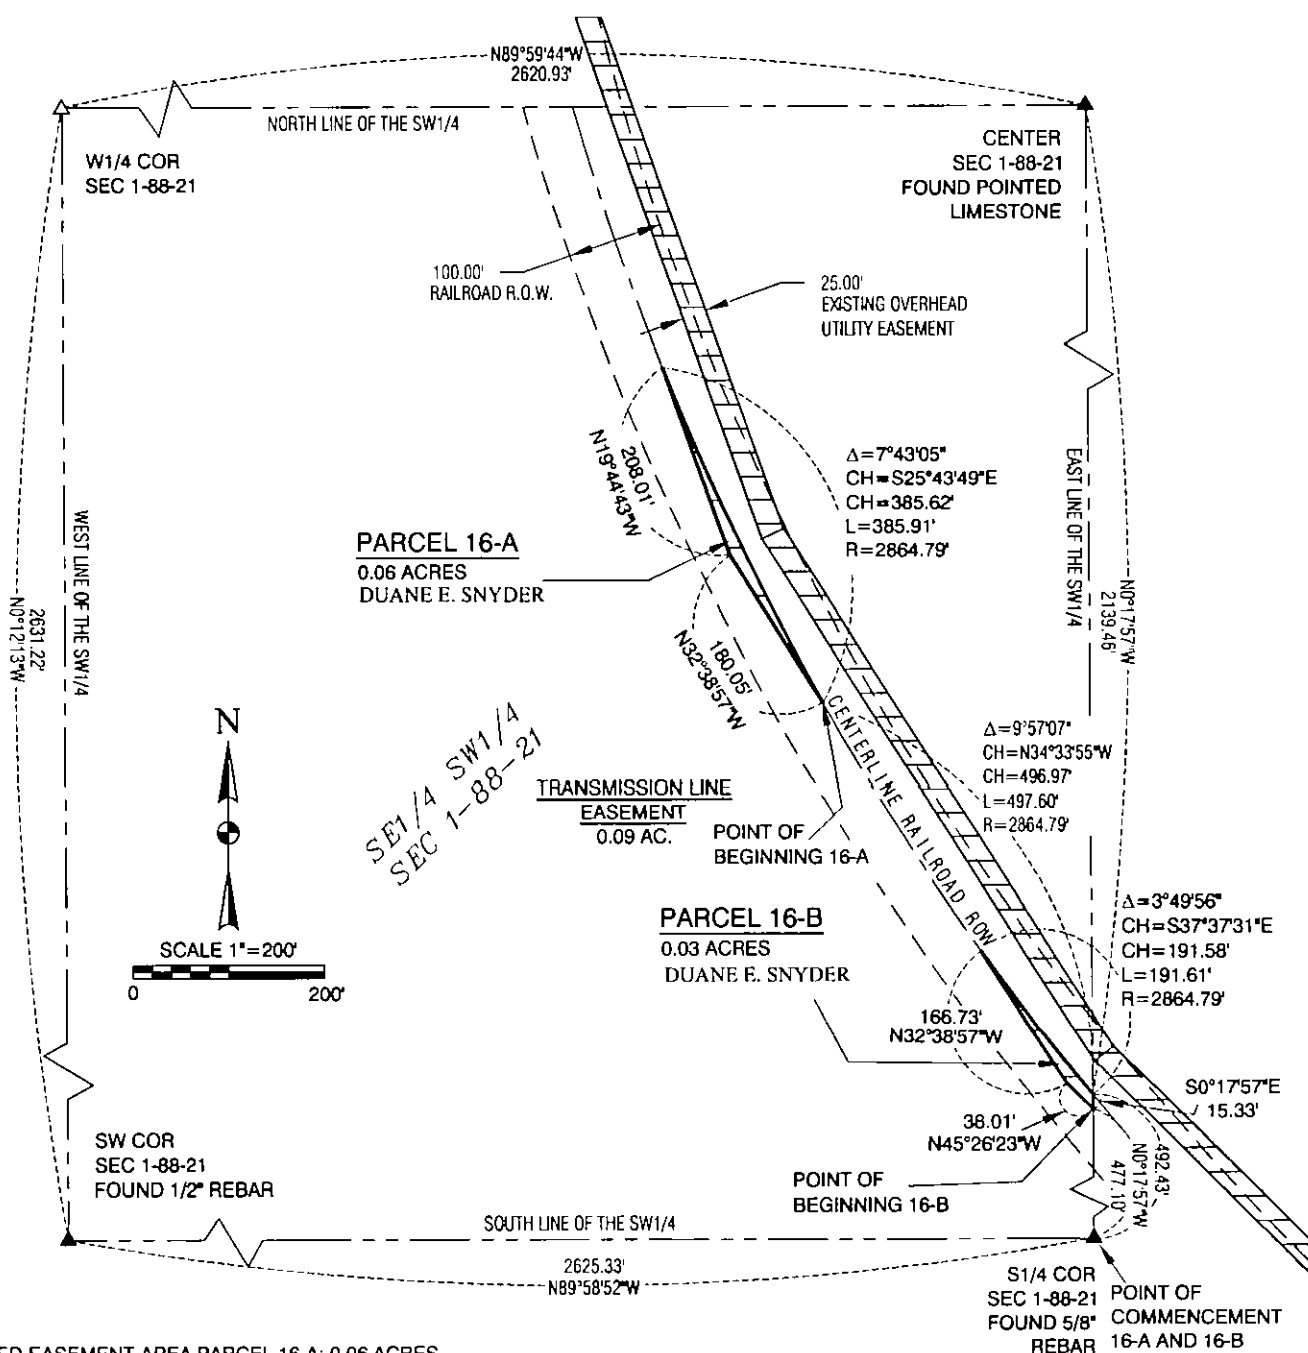 N89°59'44"W
2620.93'
NORTH LINE OF THE SW1/4
W1/4 COR
SEC 1-88-21
CENTER
SEC 1-88-21
FOUND POINTED
LIMESTONE
100.00'
RAILROAD R.O.W.
25.00'
EXISTING OVERHEAD
UTILITY EASEMENT
208.01'
N19°44'43"W
Δ=7°43'05"
CH=S25°43'49"E
CH=385.62'
L=385.91'
R=2864.79'
EAST LINE OF THE SW1/4
WEST LINE OF THE SW1/4
PARCEL 16-A
0.06 ACRES
DUANE E. SNYDER
N0°17'57"W
2139.46'
2631.22'
N0°12'13"W
180.05'
N32°38'57"W
N
SE1/4 SW1/4
SEC 1-88-21
CENTERLINE RAILROAD ROW
Δ=9°57'07"
CH=N34°33'55"W
CH=496.97'
L=497.60'
R=2864.79'
TRANSMISSION LINE
EASEMENT
0.09 AC.
POINT OF
BEGINNING 16-A
PARCEL 16-B
0.03 ACRES
DUANE E. SNYDER
Δ=3°49'56"
CH=S37°37'31"E
CH=191.58'
L=191.61'
R=2864.79'
SCALE 1"=200'
0
200'
166.73'
N32°38'57"W
S0°17'57"E
15.33'
38.01'
N45°26'23"W
SW COR
SEC 1-88-21
FOUND 1/2" REBAR
POINT OF
BEGINNING 16-B
492.43'
N0°17'57"W
477.10'
SOUTH LINE OF THE SW1/4
2625.33'
N89°58'52"W
S1/4 COR
SEC 1-88-21
FOUND 5/8"
REBAR
POINT OF
COMMENCEMENT
16-A AND 16-B
EASEMENT AREA PARCEL 16-A: 0.06 ACRES